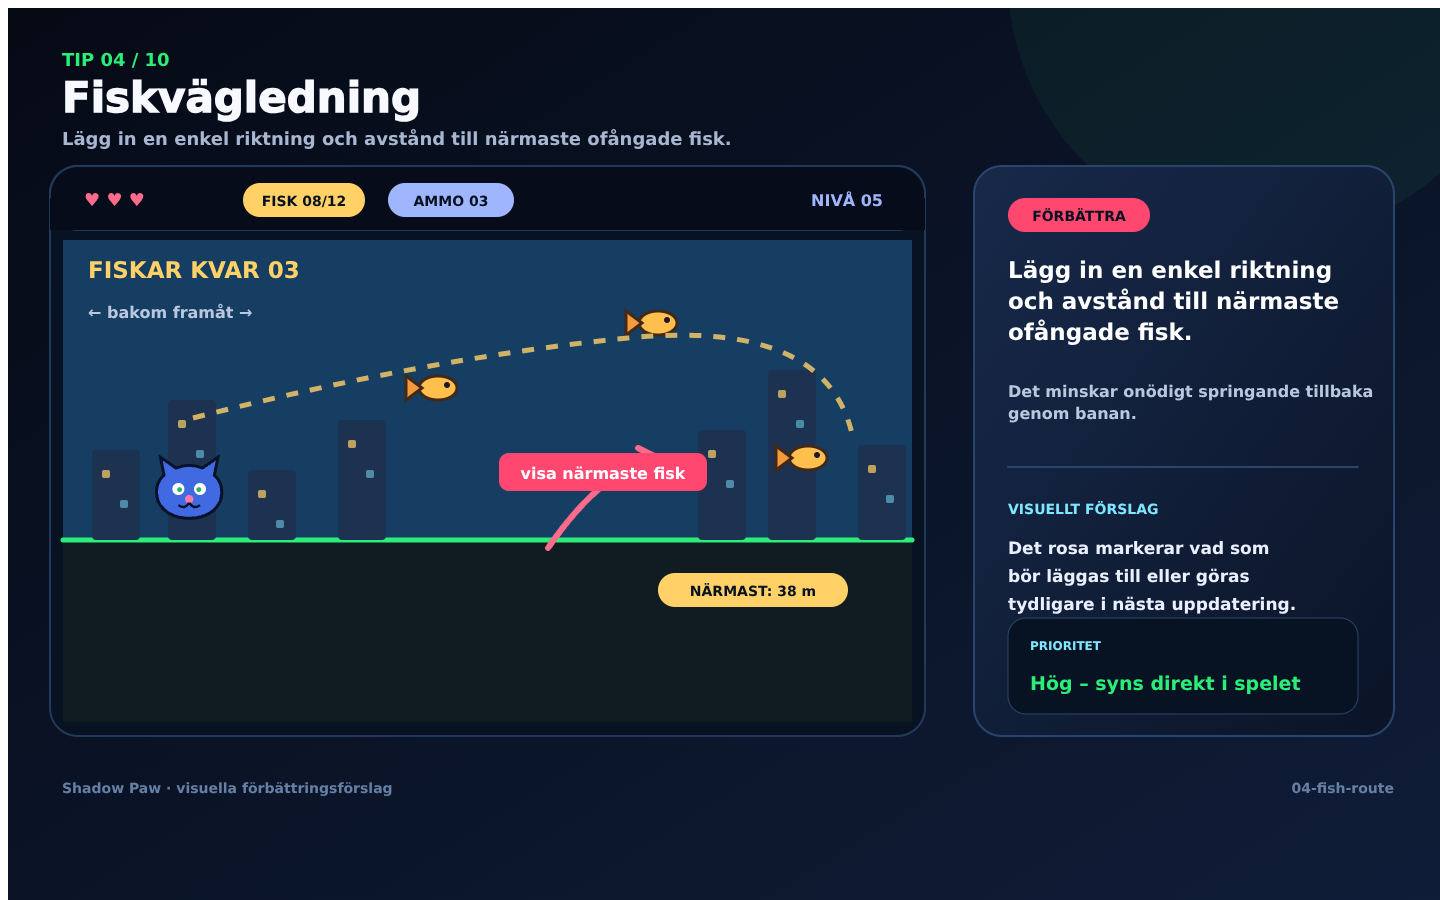 TIP 04 / 10
Fiskvägledning
Lägg in en enkel riktning och avstånd till närmaste ofångade fisk.
♥ ♥ ♥
FISK 08/12
AMMO 03
NIVÅ 05
FISKAR KVAR 03
← bakom framåt →
visa närmaste fisk
NÄRMAST: 38 m
FÖRBÄTTRA
Lägg in en enkel riktning
och avstånd till närmaste
ofångade fisk.
Det minskar onödigt springande tillbaka
genom banan.
VISUELLT FÖRSLAG
Det rosa markerar vad som
bör läggas till eller göras
tydligare i nästa uppdatering.
PRIORITET
Hög – syns direkt i spelet
Shadow Paw · visuella förbättringsförslag
04-fish-route